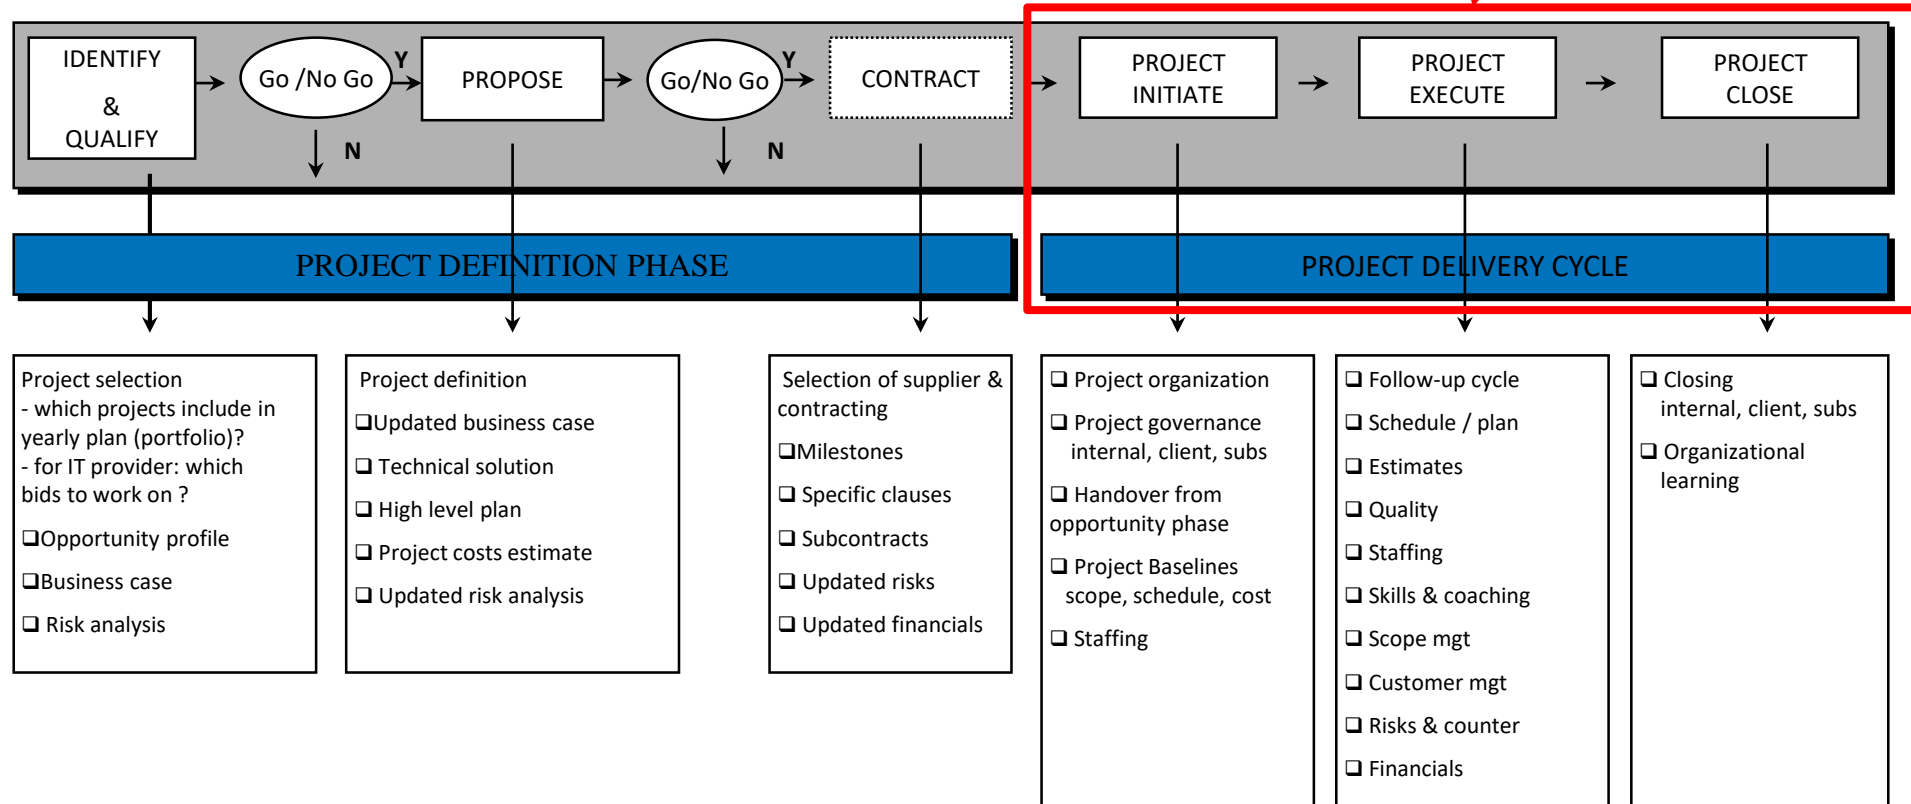 IDENTIFY
&
QUALIFY
Go /No Go
Y
N
PROPOSE
Go/No Go
Y
N
CONTRACT
PROJECT
INITIATE
PROJECT
EXECUTE
PROJECT
CLOSE
PROJECT DEFINITION PHASE
PROJECT DELIVERY CYCLE
Project selection
- which projects include in
yearly plan (portfolio)?
- for IT provider: which
bids to work on ?
❑Opportunity profile
❑Business case
❑ Risk analysis
Project definition
❑Updated business case
❑ Technical solution
❑ High level plan
❑ Project costs estimate
❑ Updated risk analysis
Selection of supplier &
contracting
❑Milestones
❑ Specific clauses
❑ Subcontracts
❑ Updated risks
❑ Updated financials
❑ Project organization
❑ Project governance
internal, client, subs
❑ Handover from
opportunity phase
❑ Project Baselines
scope, schedule, cost
❑ Staffing
❑ Follow-up cycle
❑ Schedule / plan
❑ Estimates
❑ Quality
❑ Staffing
❑ Skills & coaching
❑ Scope mgt
❑ Customer mgt
❑ Risks & counter
❑ Financials
❑ Closing
internal, client, subs
❑ Organizational
learning